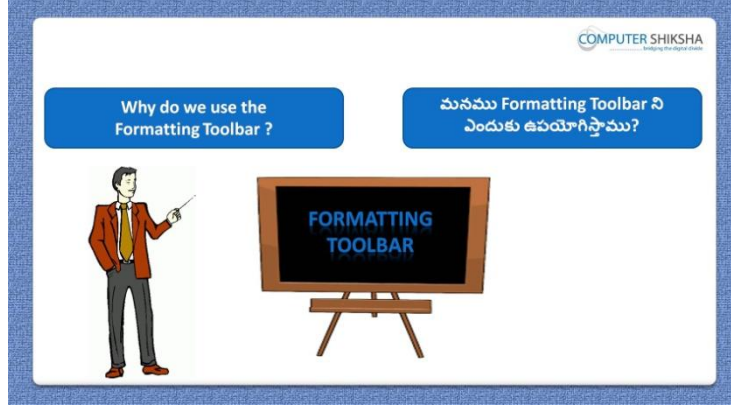 COMPUTER SHIKSHA
bridging the digital divide
Why do we use the
Formatting Toolbar ?
మనము Formatting Toolbar ని
ఎందుకు ఉపయోగిస్తాము?
FORMATTING
TOOLBAR